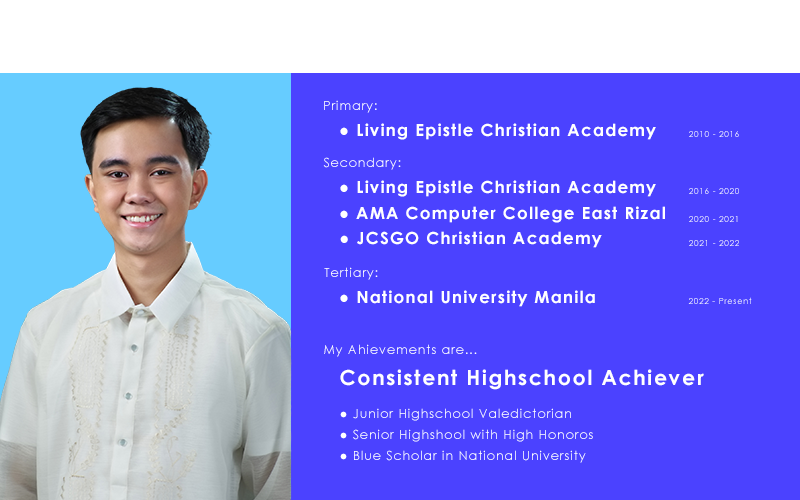 Primary:
● Living Epistle Christian Academy 2010 - 2016
Secondary:
● Living Epistle Christian Academy 2016 - 2020
● AMA Computer College East Rizal 2020 - 2021
● JCSGO Christian Academy 2021 - 2022
Tertiary:
● National University Manila 2022 - Present
My Ahievements are...
Consistent Highschool Achiever
● Junior Highschool Valedictorian
● Senior Highshool with High Honoros
● Blue Scholar in National University